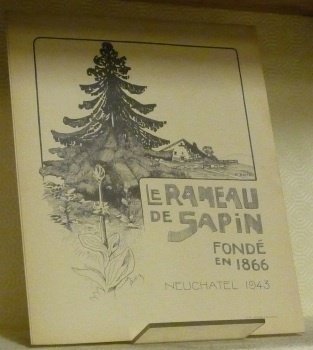 LE RAMEAU
DE SAPIN
FONDÉ
EN 1866
NEUCHATEL 1943